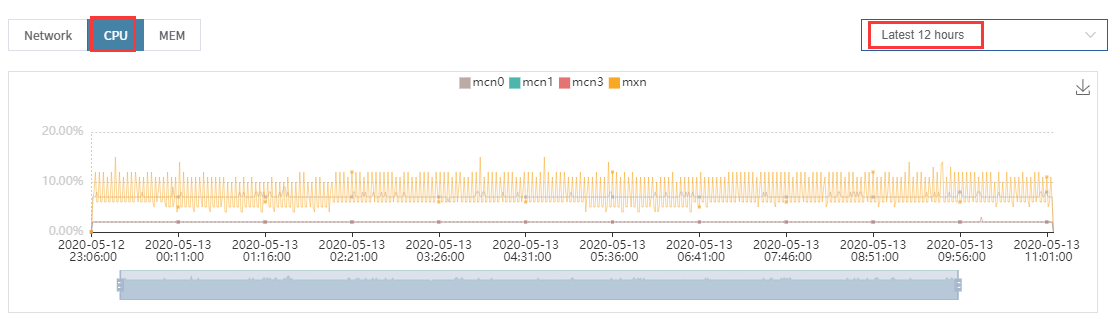 Network CPU MEM Latest 12 hours
mcn0 mcn1 mcn3 mxn
20.00%
10.00%
0.00%
2020-05-12 2020-05-13 2020-05-13 2020-05-13 2020-05-13 2020-05-13 2020-05-13 2020-05-13 2020-05-13 2020-05-13 2020-05-13 2020-05-13
23:06:00 00:11:00 01:16:00 02:21:00 03:26:00 04:31:00 05:36:00 06:41:00 07:46:00 08:51:00 09:56:00 11:01:00